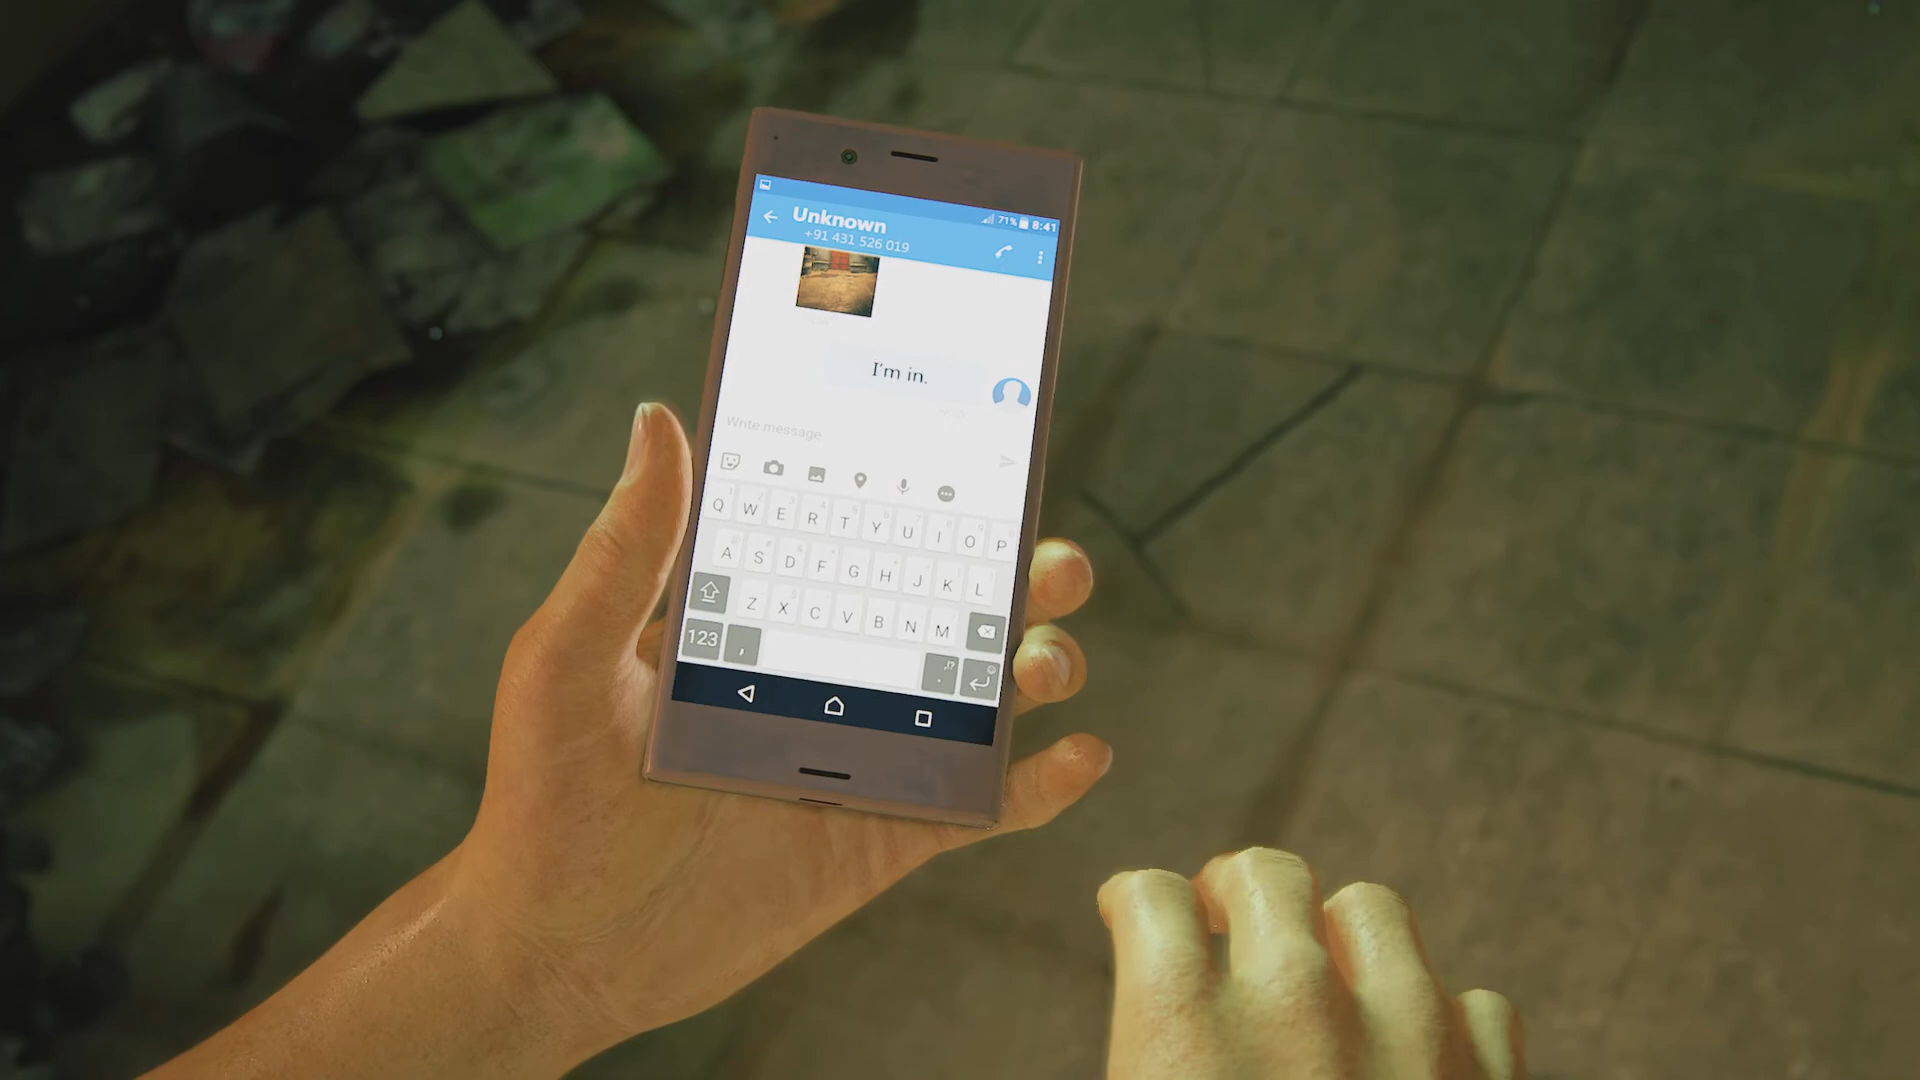 71% 8:41
Unknown
+91 431 526 019
I'm in.
Write message
Q W E R T Y U I O P
A S D F G H J K L
Z X C V B N M
123 , . ,!?